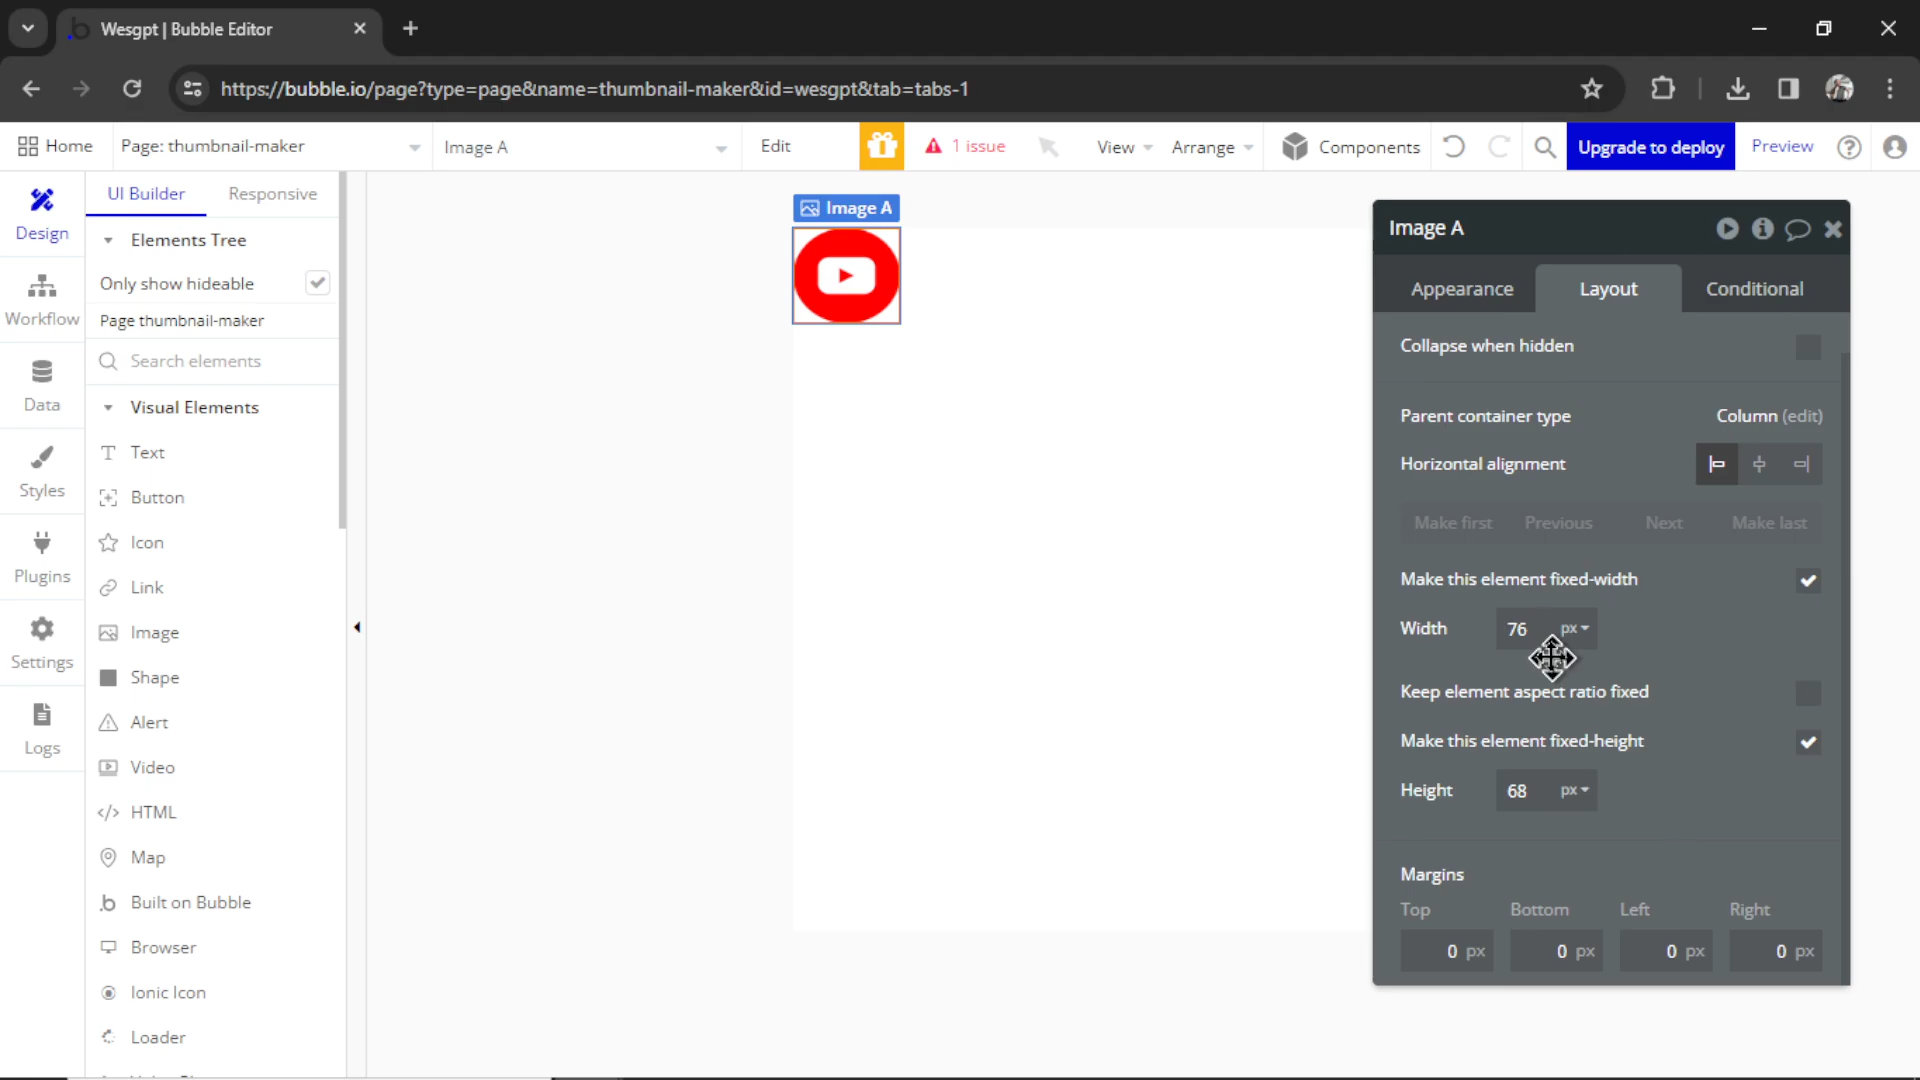 Wesgpt | Bubble Editor
https://bubble.io/page?type=page&name=thumbnail-maker&id=wesgpt&tab=tabs-1
Home
Page: thumbnail-maker
Image A
Edit
1 issue
View
Arrange
Components
Upgrade to deploy
Preview
Design
Workflow
Data
Styles
Plugins
Settings
Logs
UI Builder
Responsive
Elements Tree
Only show hideable
Page thumbnail-maker
Search elements
Visual Elements
Text
Button
Icon
Link
Image
Shape
Alert
Video
HTML
Map
Built on Bubble
Browser
Ionic Icon
Loader
Image A
Image A
Appearance
Layout
Conditional
Collapse when hidden
Parent container type Column (edit)
Horizontal alignment
Make first Previous Next Make last
Make this element fixed-width
Width 76 px
Keep element aspect ratio fixed
Make this element fixed-height
Height 68 px
Margins
Top Bottom Left Right
0 px 0 px 0 px 0 px